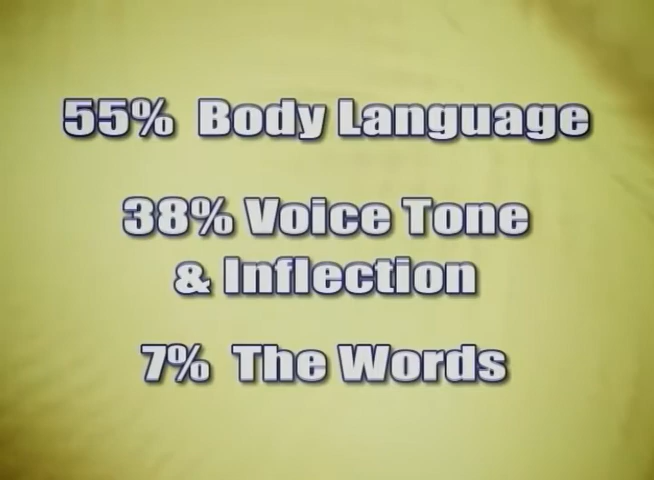 55% Body Language
38% Voice Tone
& Inflection
7% The Words